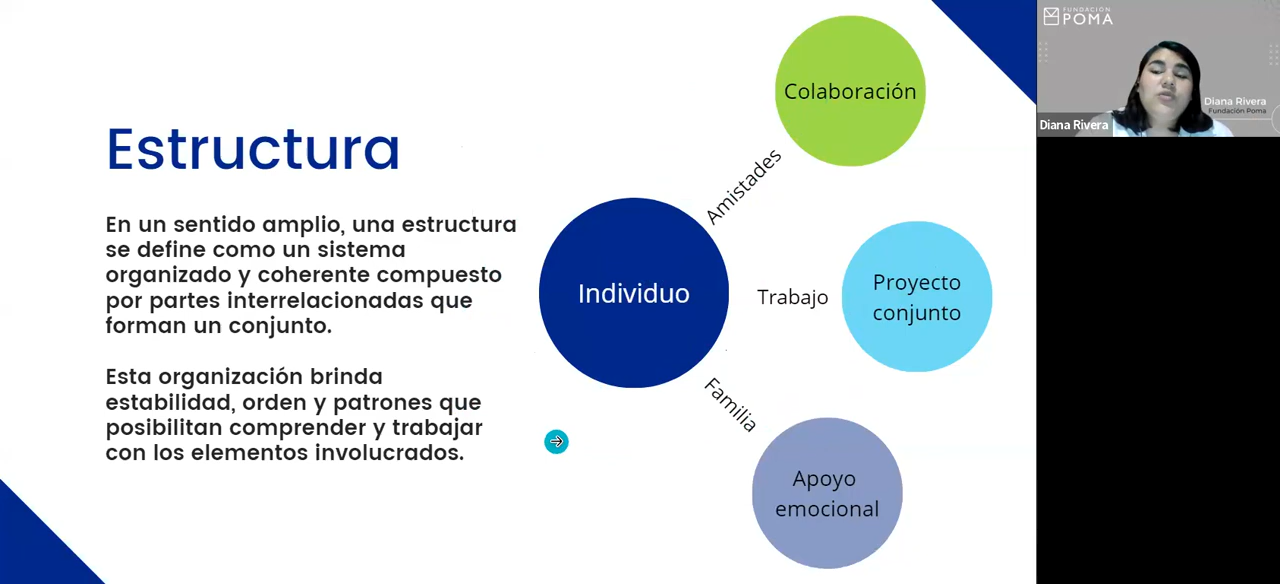 Estructura
En un sentido amplio, una estructura
se define como un sistema
organizado y coherente compuesto
por partes interrelacionadas que
forman un conjunto.
Esta organización brinda
estabilidad, orden y patrones que
posibilitan comprender y trabajar
con los elementos involucrados.
Individuo
Amistades
Colaboración
Trabajo
Proyecto
conjunto
Familia
Apoyo
emocional
FUNDACIÓN
POMA
Diana Rivera
Fundación Poma
Diana Rivera